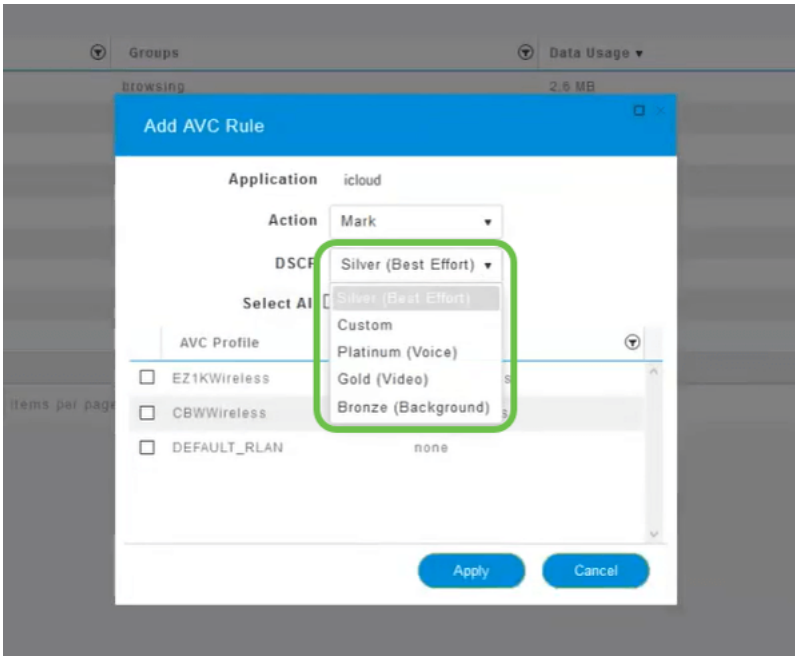 Groups Data Usage ▾
browsing 2.6 MB
Add AVC Rule
Application icloud
Action Mark
DSCP Silver (Best Effort)
Select Al Silver (Best Effort)
Custom
AVC Profile
Platinum (Voice)
EZ1KWireless Gold (Video) s
items per page CBWWireless Bronze (Background) s
DEFAULT_RLAN none
Apply Cancel